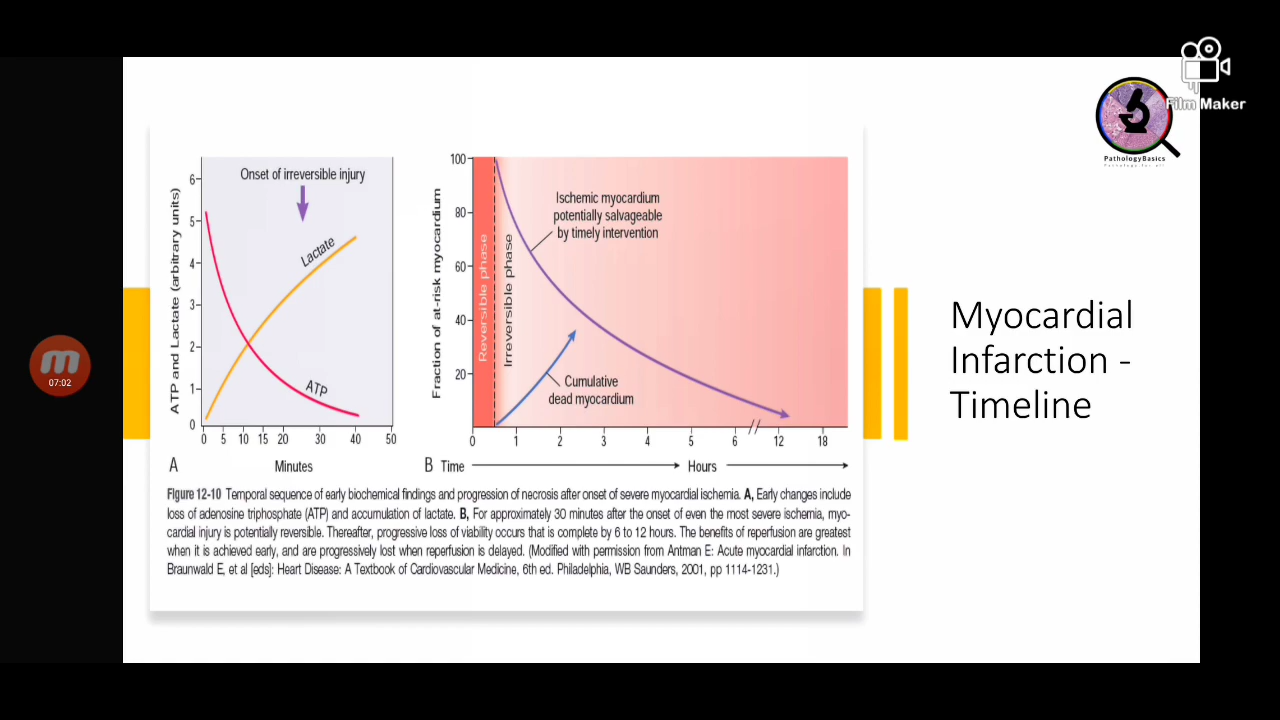 Film Maker
PathologyBasics
Pathology for all
m
07:02
Myocardial
Infarction -
Timeline
ATP and Lactate (arbitrary units)
6
5
4
3
2
1
0
Onset of irreversible injury
Lactate
ATP
0 5 10 15 20 30 40 50
A
Minutes
Fraction of at-risk myocardium
100
80
60
40
20
Reversible phase
Irreversible phase
Ischemic myocardium
potentially salvageable
by timely intervention
Cumulative
dead myocardium
0 1 2 3 4 5 6 12 18
B Time Hours
Figure 12-10 Temporal sequence of early biochemical findings and progression of necrosis after onset of severe myocardial ischemia. A, Early changes include
loss of adenosine triphosphate (ATP) and accumulation of lactate. B, For approximately 30 minutes after the onset of even the most severe ischemia, myo-
cardial injury is potentially reversible. Thereafter, progressive loss of viability occurs that is complete by 6 to 12 hours. The benefits of reperfusion are greatest
when it is achieved early, and are progressively lost when reperfusion is delayed. (Modified with permission from Antman E: Acute myocardial infarction. In
Braunwald E, et al [eds]: Heart Disease: A Textbook of Cardiovascular Medicine, 6th ed. Philadelphia, WB Saunders, 2001, pp 1114-1231.)